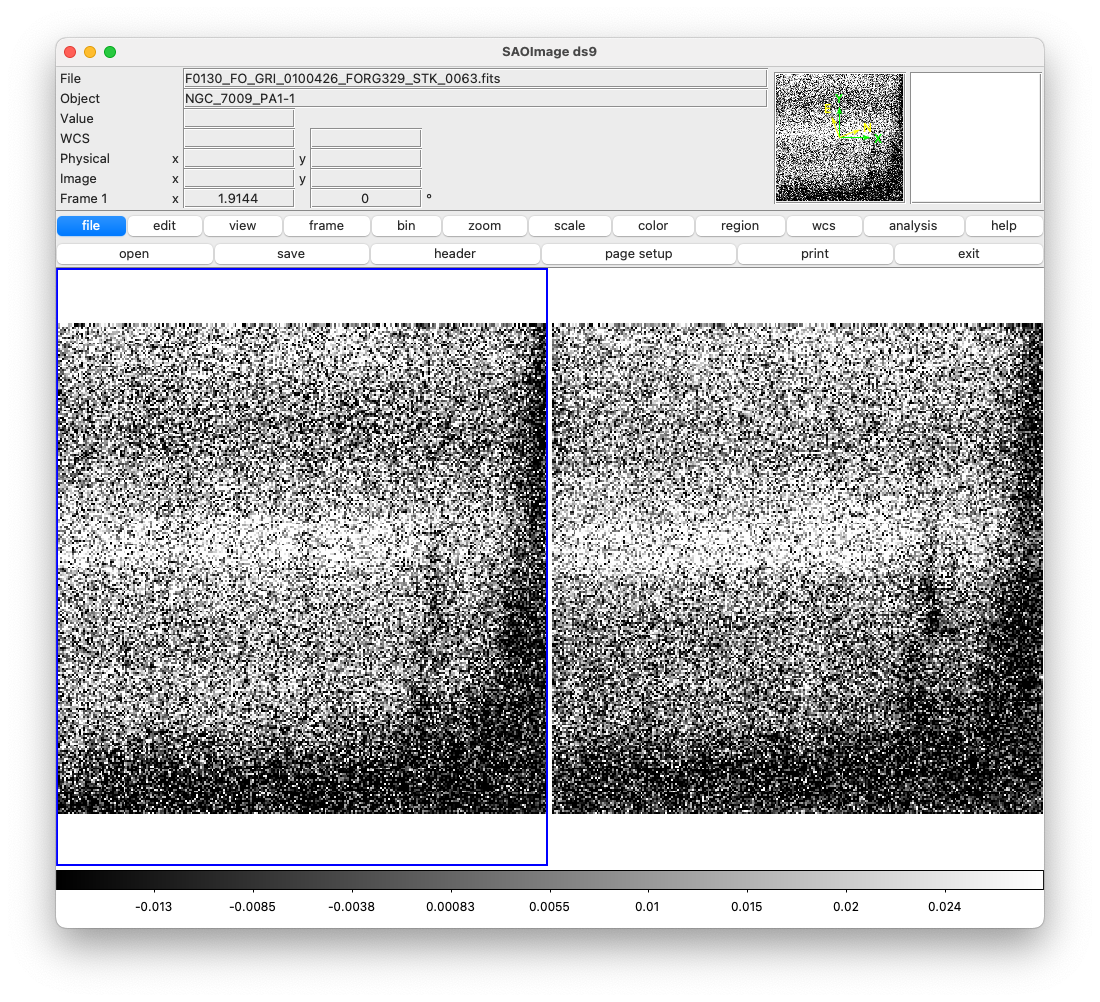 SAOImage ds9
File F0130_FO_GRI_0100426_FORG329_STK_0063.fits
Object NGC_7009_PA1-1
Value
WCS
Physical x y
Image x y
Frame 1 x 1.9144 0 °
file edit view frame bin zoom scale color region wcs analysis help
open save header page setup print exit
-0.013 -0.0085 -0.0038 0.00083 0.0055 0.01 0.015 0.02 0.024